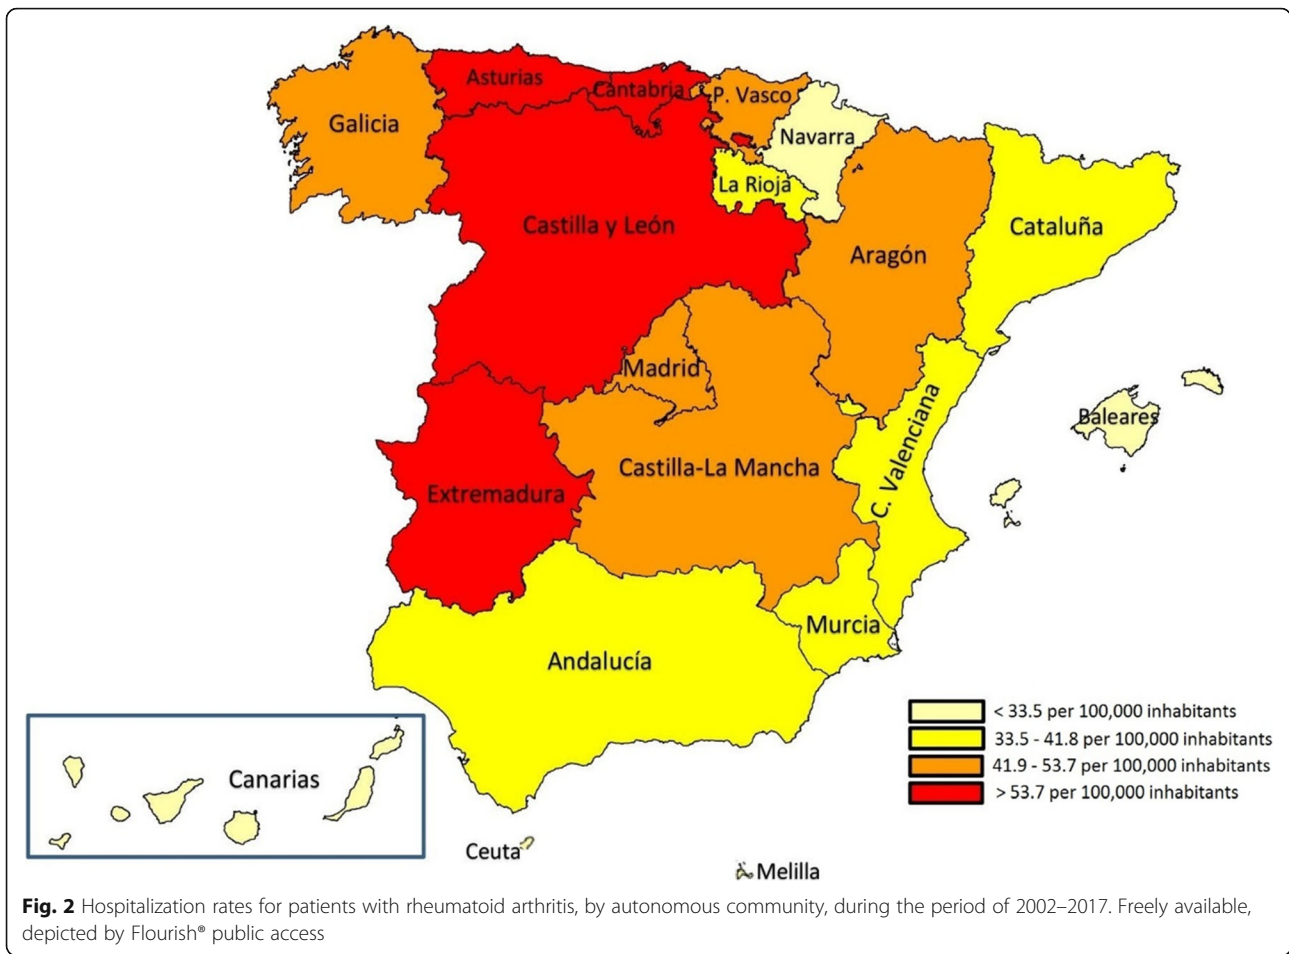 Asturias
Cantabria
P. Vasco
Galicia
Navarra
La Rioja
Castilla y León
Cataluña
Aragón
Madrid
Baleares
C. Valenciana
Castilla-La Mancha
Extremadura
Murcia
Andalucía
< 33.5 per 100,000 inhabitants
33.5 - 41.8 per 100,000 inhabitants
41.9 - 53.7 per 100,000 inhabitants
> 53.7 per 100,000 inhabitants
Canarias
Ceuta
Melilla
Fig. 2 Hospitalization rates for patients with rheumatoid arthritis, by autonomous community, during the period of 2002–2017. Freely available,
depicted by Flourish® public access